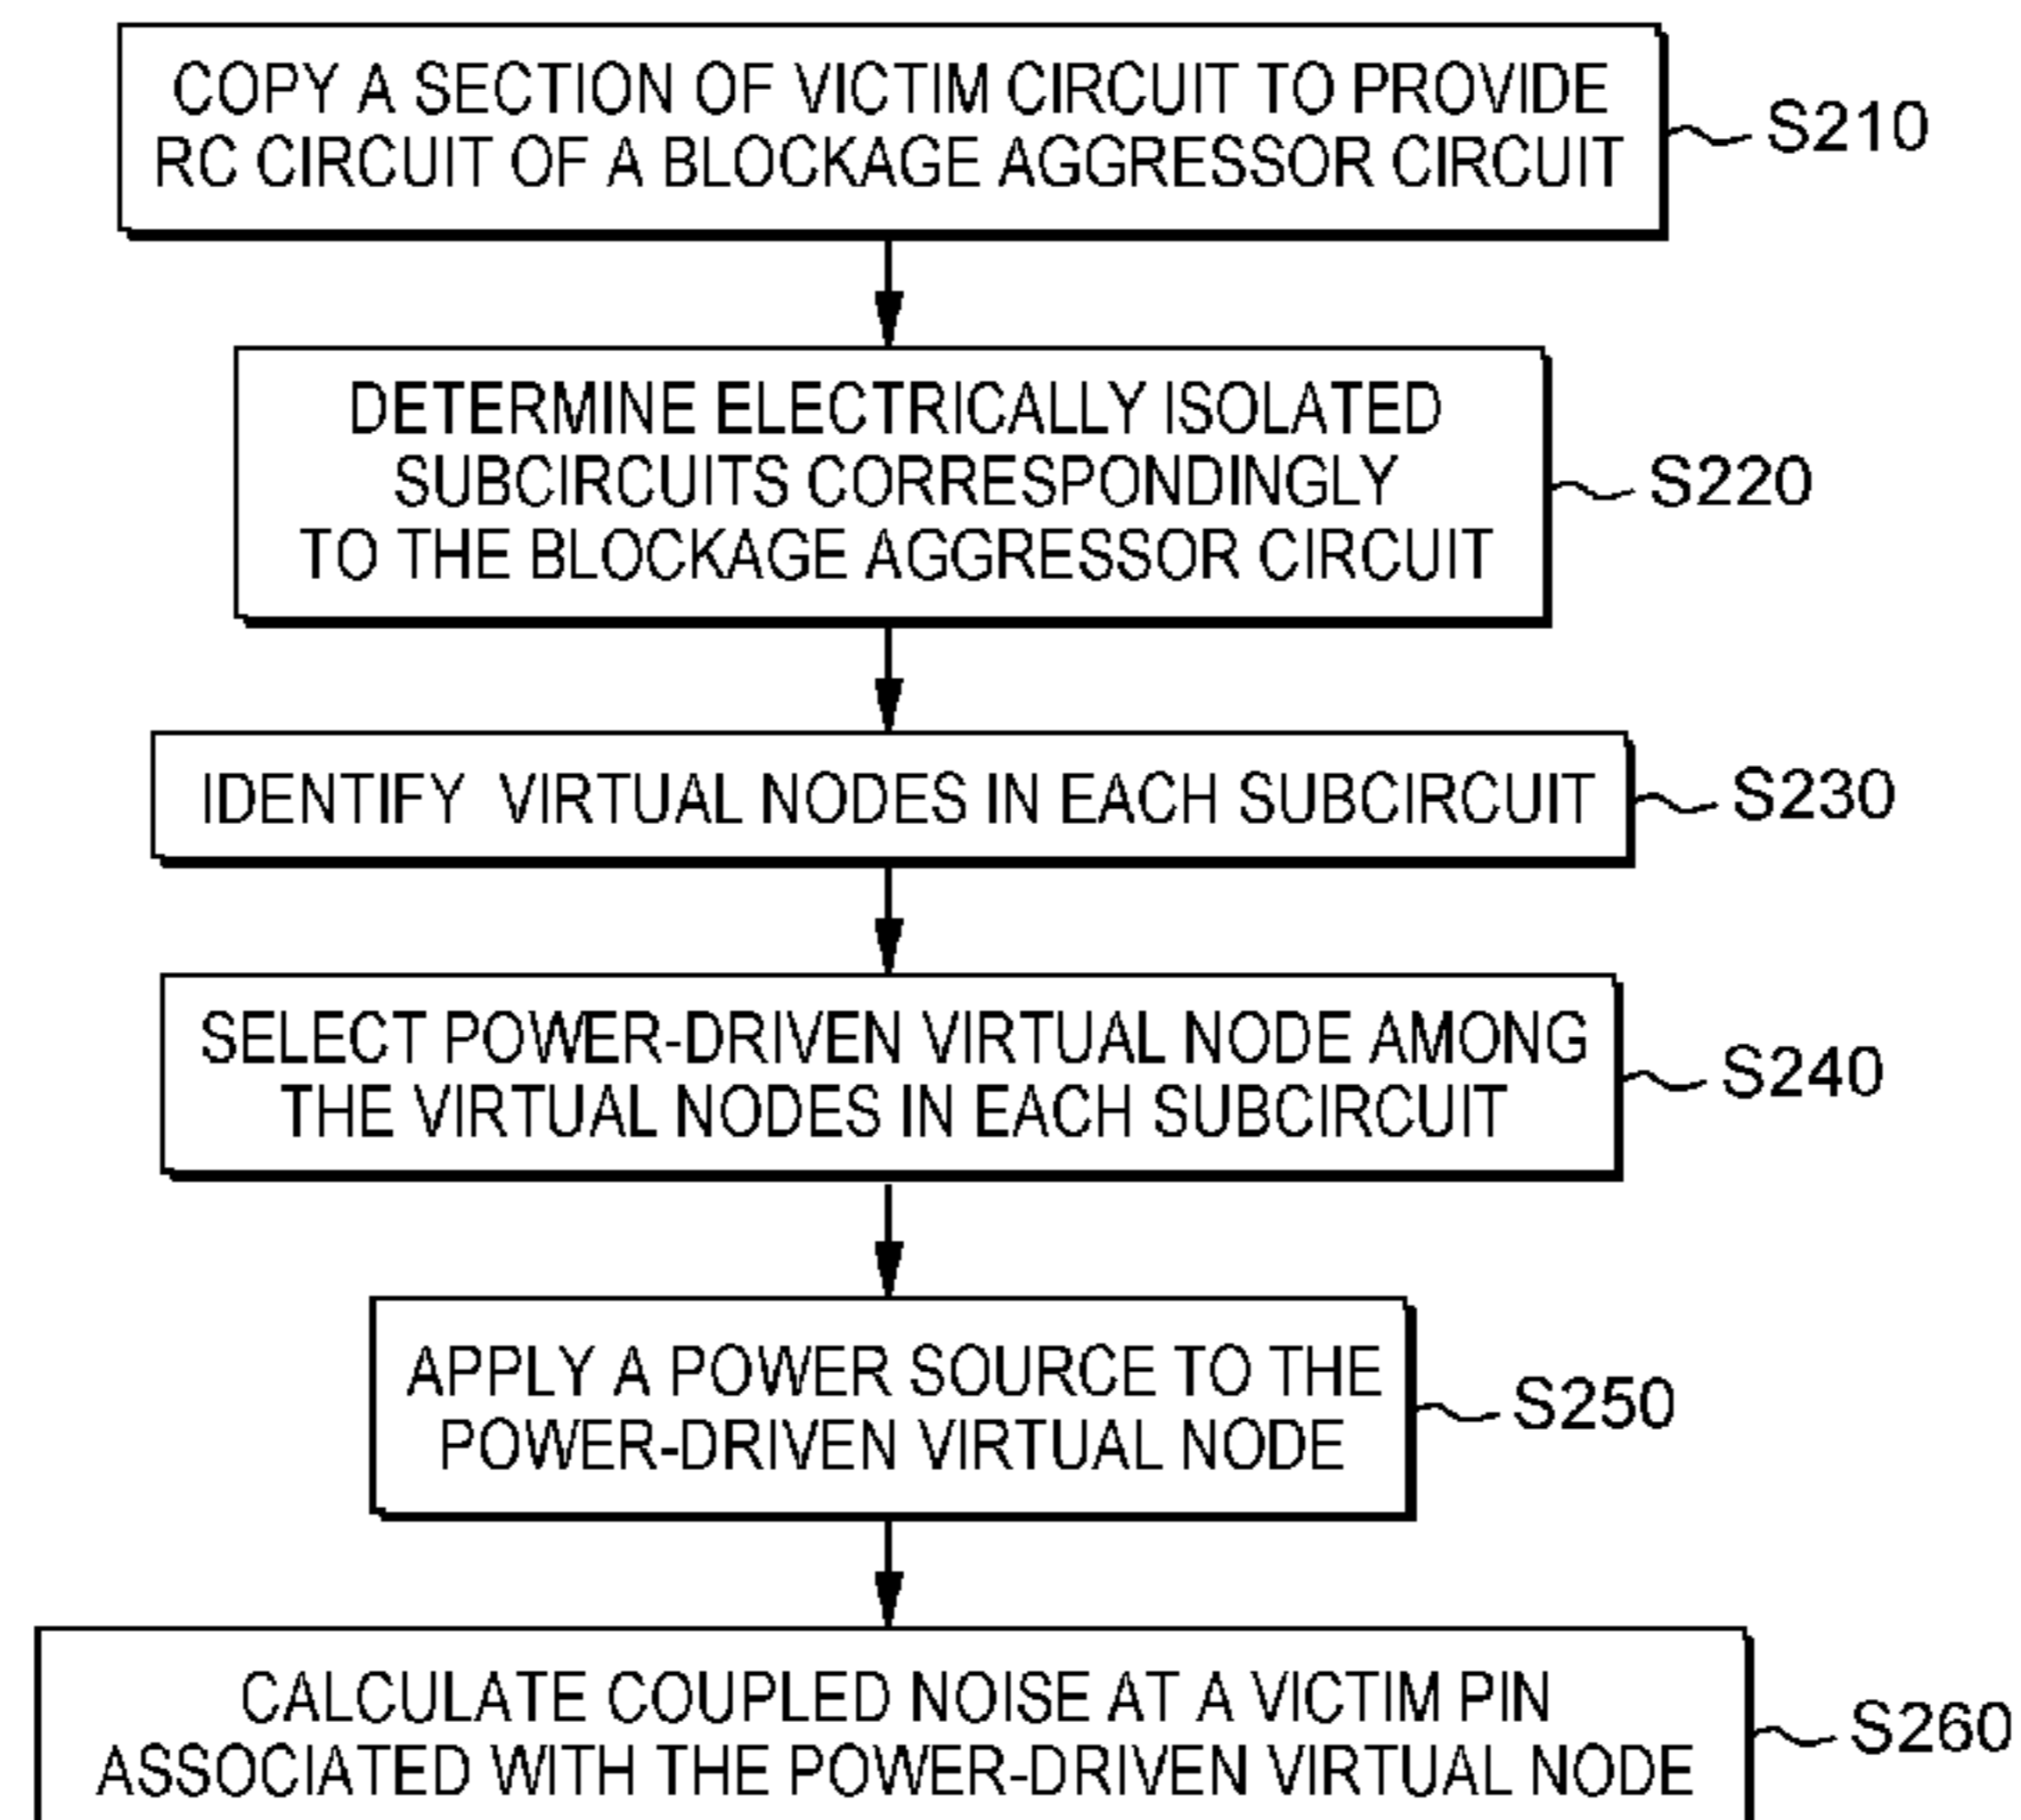 COPY A SECTION OF VICTIM CIRCUIT TO PROVIDE
RC CIRCUIT OF A BLOCKAGE AGGRESSOR CIRCUIT
S210
DETERMINE ELECTRICALLY ISOLATED
SUBCIRCUITS CORRESPONDINGLY
TO THE BLOCKAGE AGGRESSOR CIRCUIT
S220
IDENTIFY VIRTUAL NODES IN EACH SUBCIRCUIT
S230
SELECT POWER-DRIVEN VIRTUAL NODE AMONG
THE VIRTUAL NODES IN EACH SUBCIRCUIT
S240
APPLY A POWER SOURCE TO THE
POWER-DRIVEN VIRTUAL NODE
S250
CALCULATE COUPLED NOISE AT A VICTIM PIN
ASSOCIATED WITH THE POWER-DRIVEN VIRTUAL NODE
S260